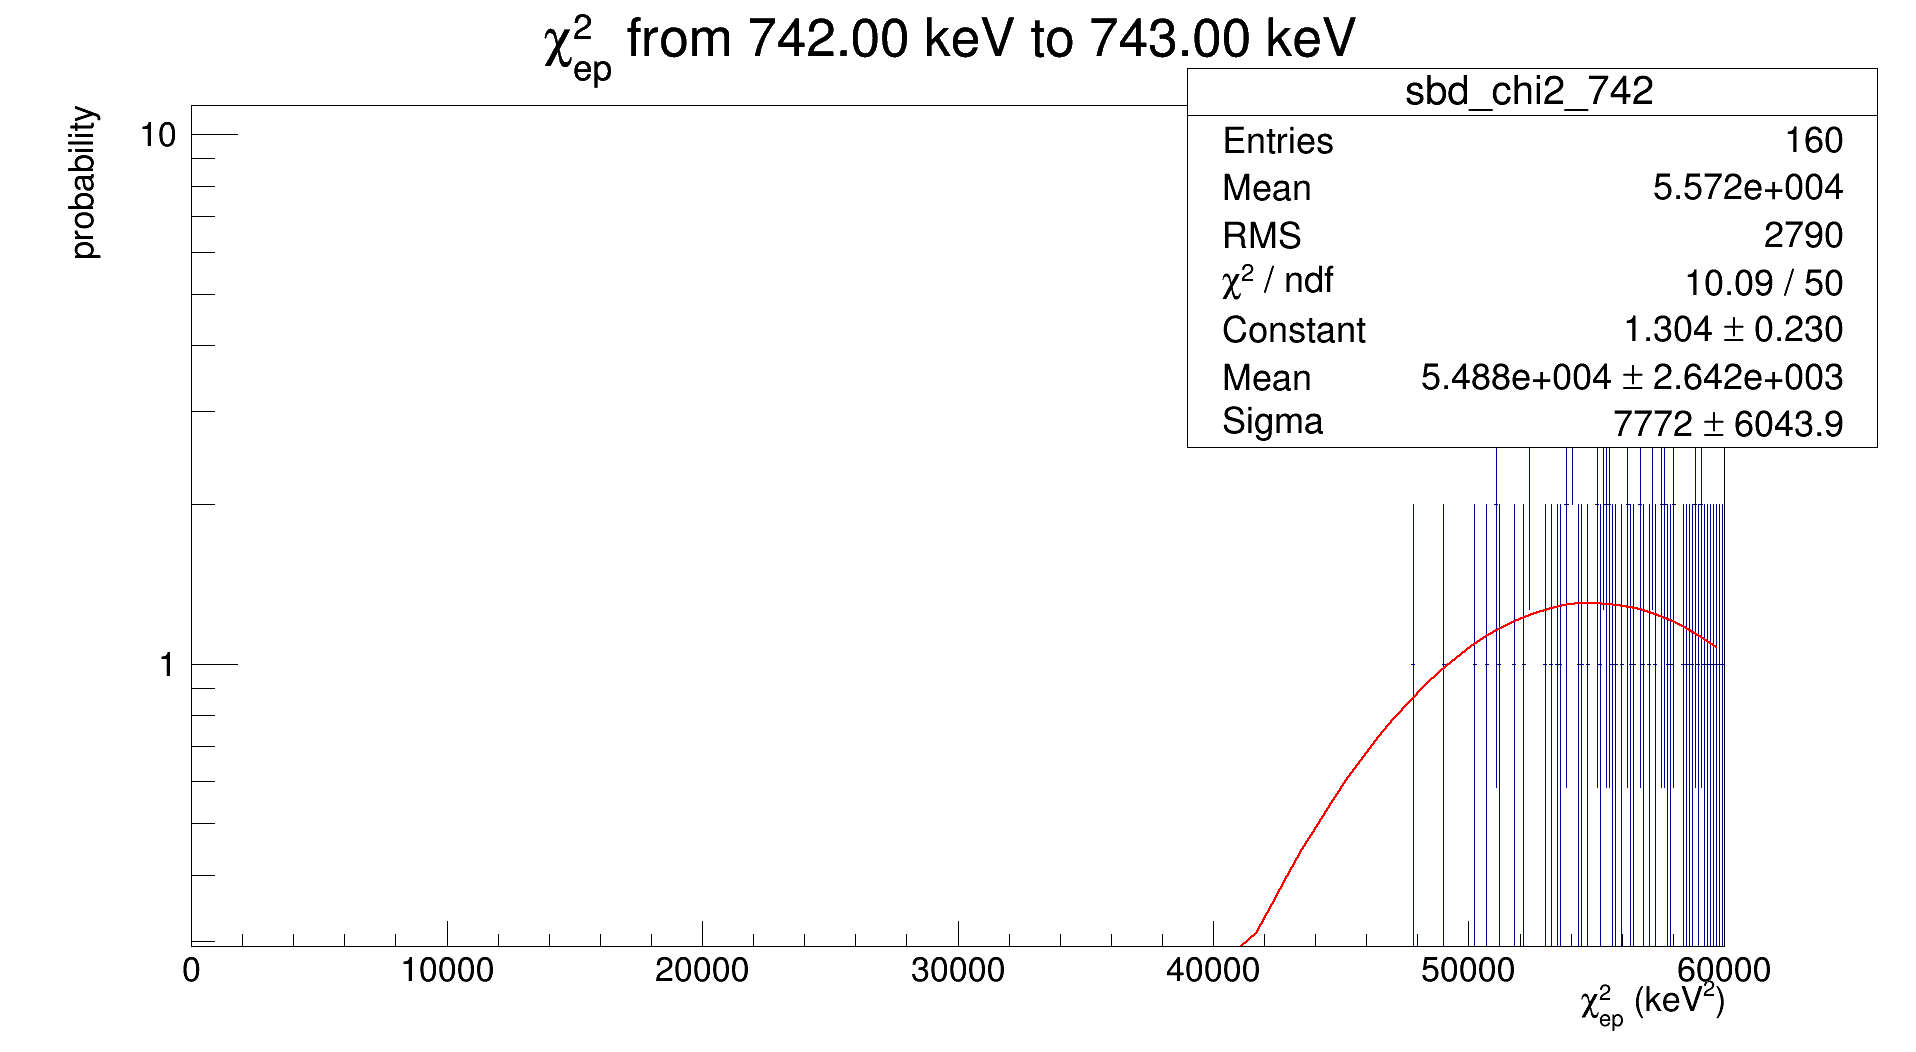 χ²ep from 742.00 keV to 743.00 keV
sbd_chi2_742
Entries 160
Mean 5.572e+004
RMS 2790
χ² / ndf 10.09 / 50
Constant 1.304 ± 0.230
Mean 5.488e+004 ± 2.642e+003
Sigma 7772 ± 6043.9
probability
10
1
0 10000 20000 30000 40000 50000 60000
χ²ep (keV²)